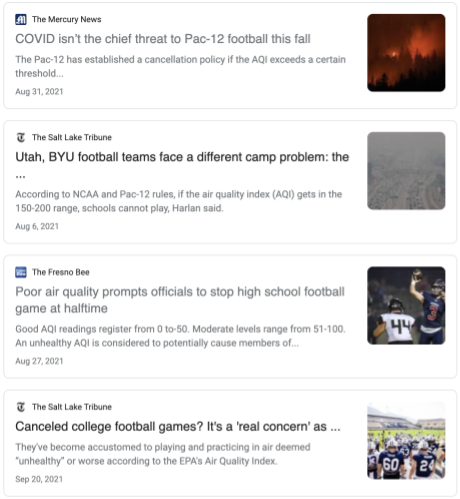 The Mercury News
COVID isn't the chief threat to Pac-12 football this fall
The Pac-12 has established a cancellation policy if the AQI exceeds a certain
threshold...
Aug 31, 2021
The Salt Lake Tribune
Utah, BYU football teams face a different camp problem: the
...
According to NCAA and Pac-12 rules, if the air quality index (AQI) gets in the
150-200 range, schools cannot play, Harlan said.
Aug 6, 2021
The Fresno Bee
Poor air quality prompts officials to stop high school football
game at halftime
Good AQI readings register from 0 to-50. Moderate levels range from 51-100.
An unhealthy AQI is considered to potentially cause members of...
Aug 27, 2021
44
3
The Salt Lake Tribune
Canceled college football games? It's a 'real concern' as ...
They've become accustomed to playing and practicing in air deemed
"unhealthy" or worse according to the EPA's Air Quality Index.
Sep 20, 2021
60
24